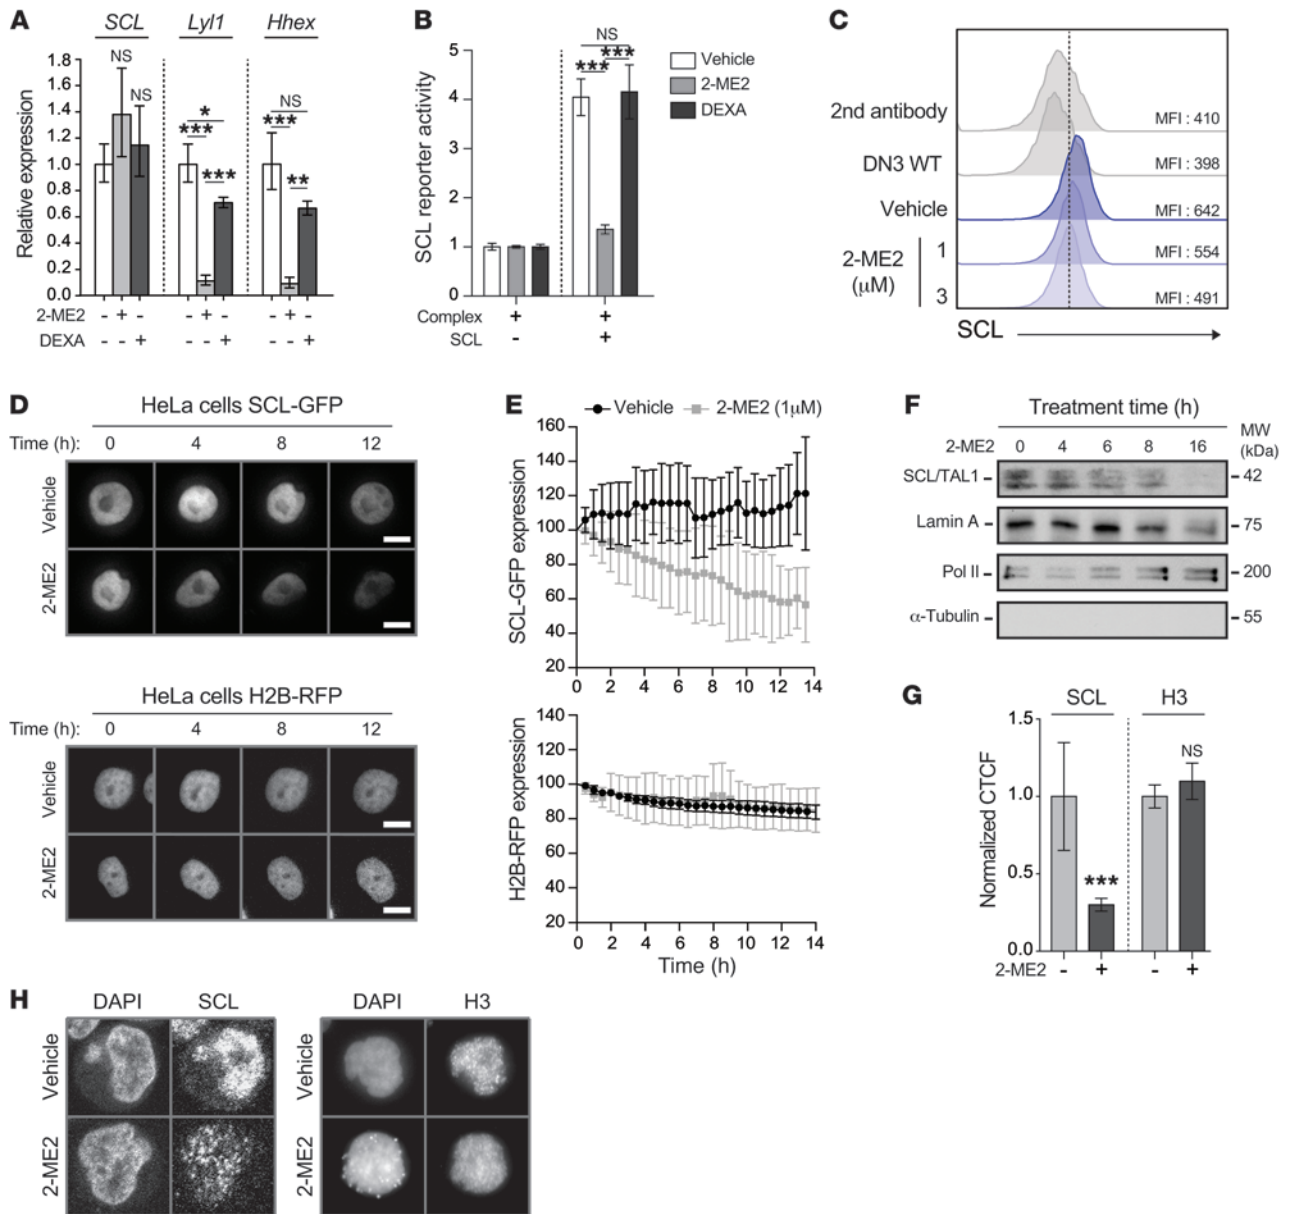 A
SCL Lyl1 Hhex
Relative expression
1.8
1.6
1.4
1.2
1.0
0.8
0.6
0.4
0.2
0.0
NS
NS
* *** ***
NS *** **
2-ME2 - + - - + - - + -
DEXA - - + - - + - - +
B
SCL reporter activity
5
4
3
2
1
0
NS
***
***
Complex + +
SCL - +
Vehicle
2-ME2
DEXA
C
2nd antibody MFI : 410
DN3 WT MFI : 398
Vehicle MFI : 642
2-ME2 (μM) 1 MFI : 554
3 MFI : 491
SCL
D
HeLa cells SCL-GFP
Time (h): 0 4 8 12
Vehicle
2-ME2
HeLa cells H2B-RFP
Time (h): 0 4 8 12
Vehicle
2-ME2
E
Vehicle 2-ME2 (1μM)
SCL-GFP expression
160
140
120
100
80
60
40
20
0 2 4 6 8 10 12 14
H2B-RFP expression
140
120
100
80
60
40
20
0 2 4 6 8 10 12 14
Time (h)
F
Treatment time (h)
2-ME2 0 4 6 8 16 MW (kDa)
SCL/TAL1 42
Lamin A 75
Pol II 200
α-Tubulin 55
G
SCL H3
Normalized CTCF
1.5
1.0
0.5
0.0
***
NS
2-ME2 - + - +
H
DAPI SCL DAPI H3
Vehicle Vehicle
2-ME2 2-ME2